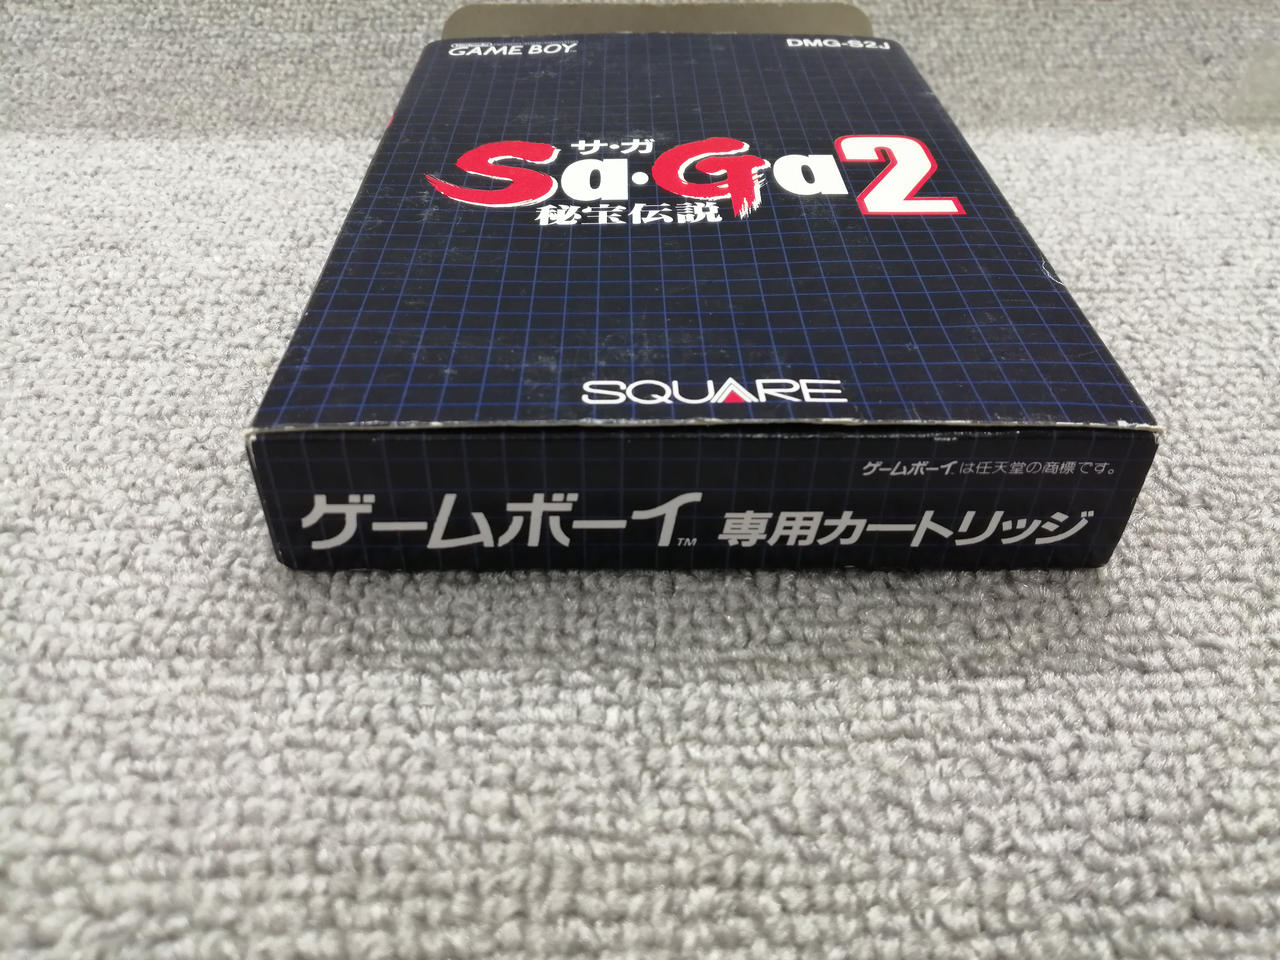 Nintendo
GAME BOY™
DMG-S2J
サ・ガ
Sa・Ga2
秘宝伝説
SQUARE
ゲームボーイは任天堂の商標です。
ゲームボーイ™ 専用カートリッジ